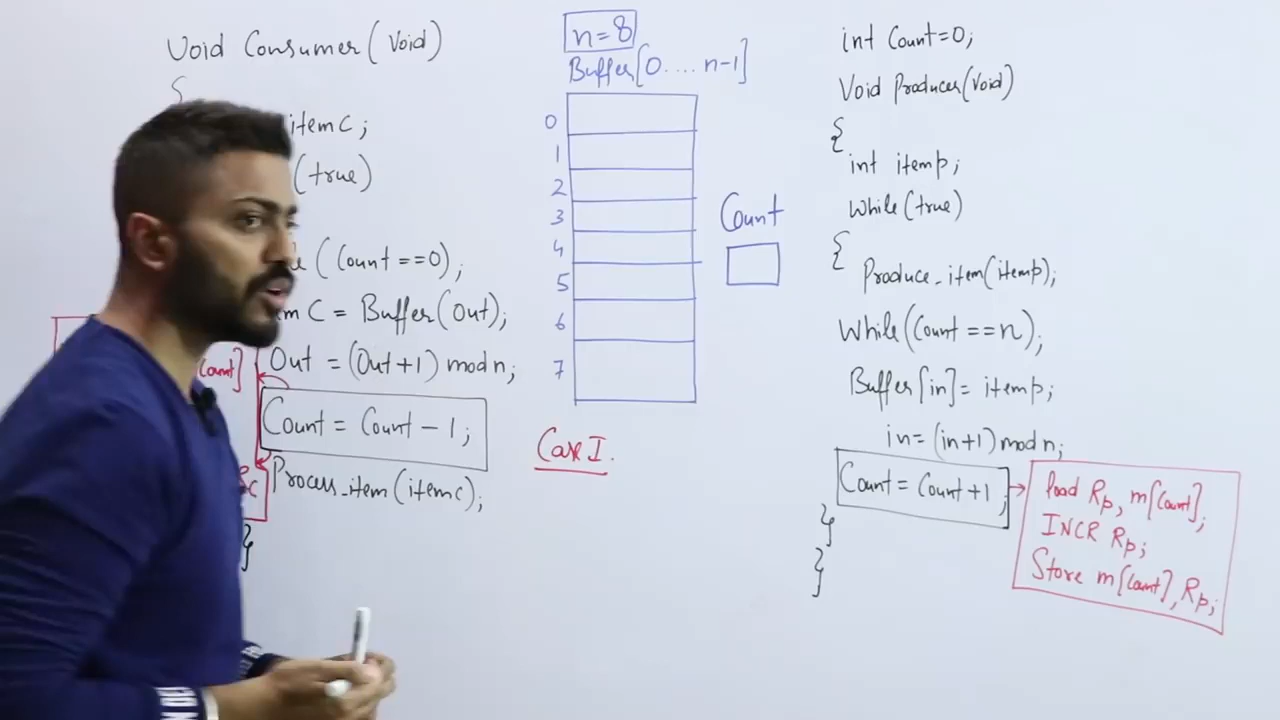 Void Consumer(Void)
{
itemc;
(true)
(Count==0);
C = Buffer(Out);
Out = (Out+1) mod n;
Count]
Count = Count - 1;
Process_item(itemc);
}
n=8
Buffer[0....n-1]
0
1
2
3
4
5
6
7
Count
Case I.
int Count=0;
Void Producer(Void)
{
int itemp;
While(true)
{
Produce_item(itemp);
While(Count==n);
Buffer[in]= itemp;
in=(in+1)mod n;
Count = Count+1;
load Rp, m[Count];
INCR Rp;
Store m[Count], Rp;
}
}